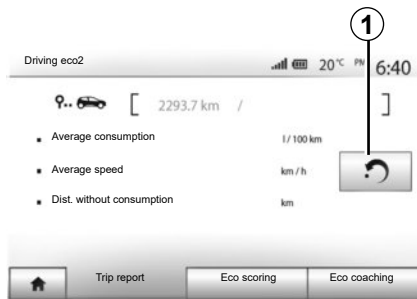 1
Driving eco2 20°C PM 6:40
[ 2293.7 km / ]
Average consumption l / 100 km
Average speed km / h
Dist. without consumption km
Trip report Eco scoring Eco coaching